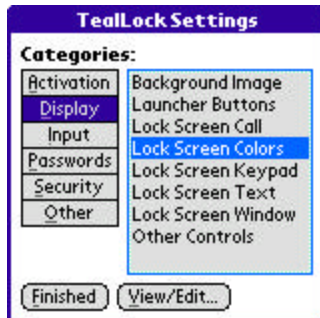 TealLock Settings
Categories:
Activation
Display
Input
Passwords
Security
Other
Background Image
Launcher Buttons
Lock Screen Call
Lock Screen Colors
Lock Screen Keypad
Lock Screen Text
Lock Screen Window
Other Controls
Finished
View/Edit...